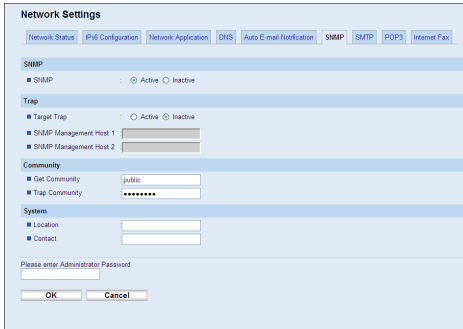 Network Settings
Network Status IPv6 Configuration Network Application DNS Auto E-mail Notification SNMP SMTP POP3 Internet Fax
SNMP
SNMP : Active Inactive
Trap
Target Trap : Active Inactive
SNMP Management Host 1 :
SNMP Management Host 2 :
Community
Get Community : public
Trap Community : ••••••••
System
Location :
Contact :
Please enter Administrator Password.
OK Cancel